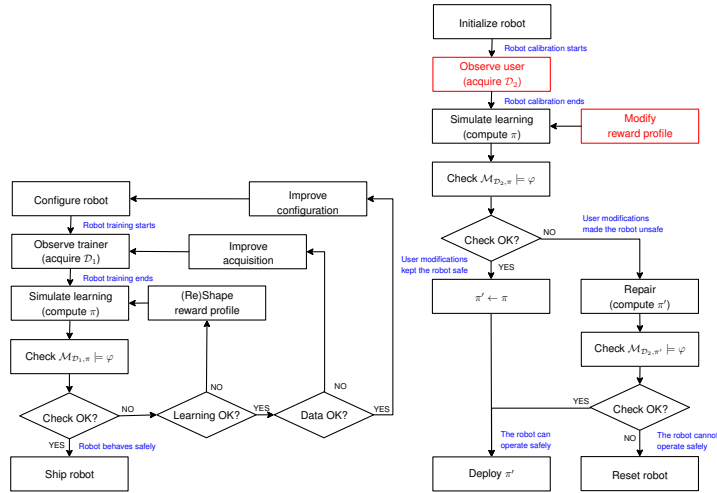 Configure robot
Improve
configuration
Robot training starts
Observe trainer
(acquire 𝒟₁)
Improve
acquisition
Robot training ends
Simulate learning
(compute π)
(Re)Shape
reward profile
Check ℳ_{𝒟₁,π} ⊨ φ
NO
NO
Check OK?
NO
Learning OK?
YES
Data OK?
YES
YES
Robot behaves safely
Ship robot
Initialize robot
Robot calibration starts
Observe user
(acquire 𝒟₂)
Robot calibration ends
Simulate learning
(compute π)
Modify
reward profile
Check ℳ_{𝒟₂,π} ⊨ φ
Check OK?
NO
User modifications
made the robot unsafe
User modifications
kept the robot safe
YES
π′ ← π
Repair
(compute π′)
Check ℳ_{𝒟₂,π′} ⊨ φ
YES
Check OK?
The robot can
operate safely
NO
The robot cannot
operate safely
Deploy π′
Reset robot